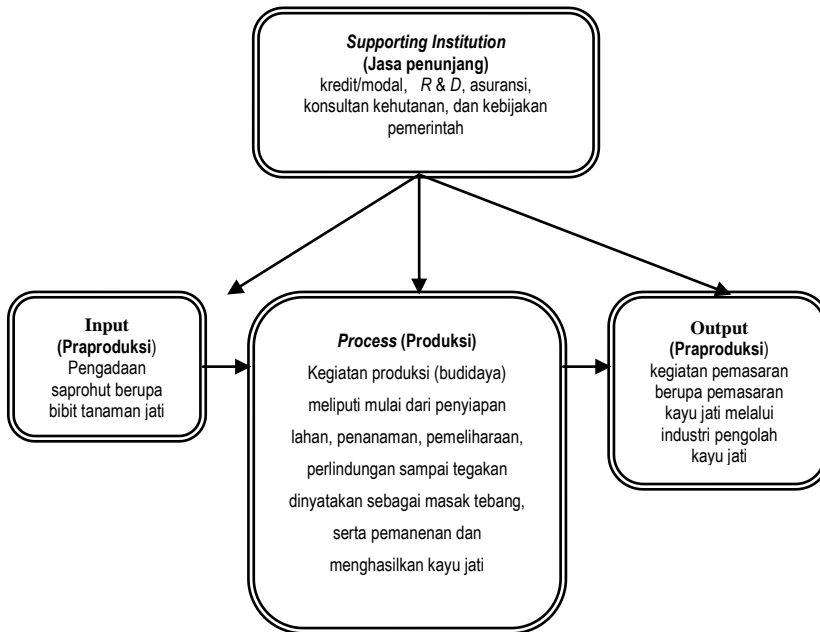 Supporting Institution
(Jasa penunjang)
kredit/modal, R & D, asuransi,
konsultan kehutanan, dan kebijakan
pemerintah
Input
(Praproduksi)
Pengadaan
saprohut berupa
bibit tanaman jati
Process (Produksi)
Kegiatan produksi (budidaya)
meliputi mulai dari penyiapan
lahan, penanaman, pemeliharaan,
perlindungan sampai tegakan
dinyatakan sebagai masak tebang,
serta pemanenan dan
menghasilkan kayu jati
Output
(Praproduksi)
kegiatan pemasaran
berupa pemasaran
kayu jati melalui
industri pengolah
kayu jati